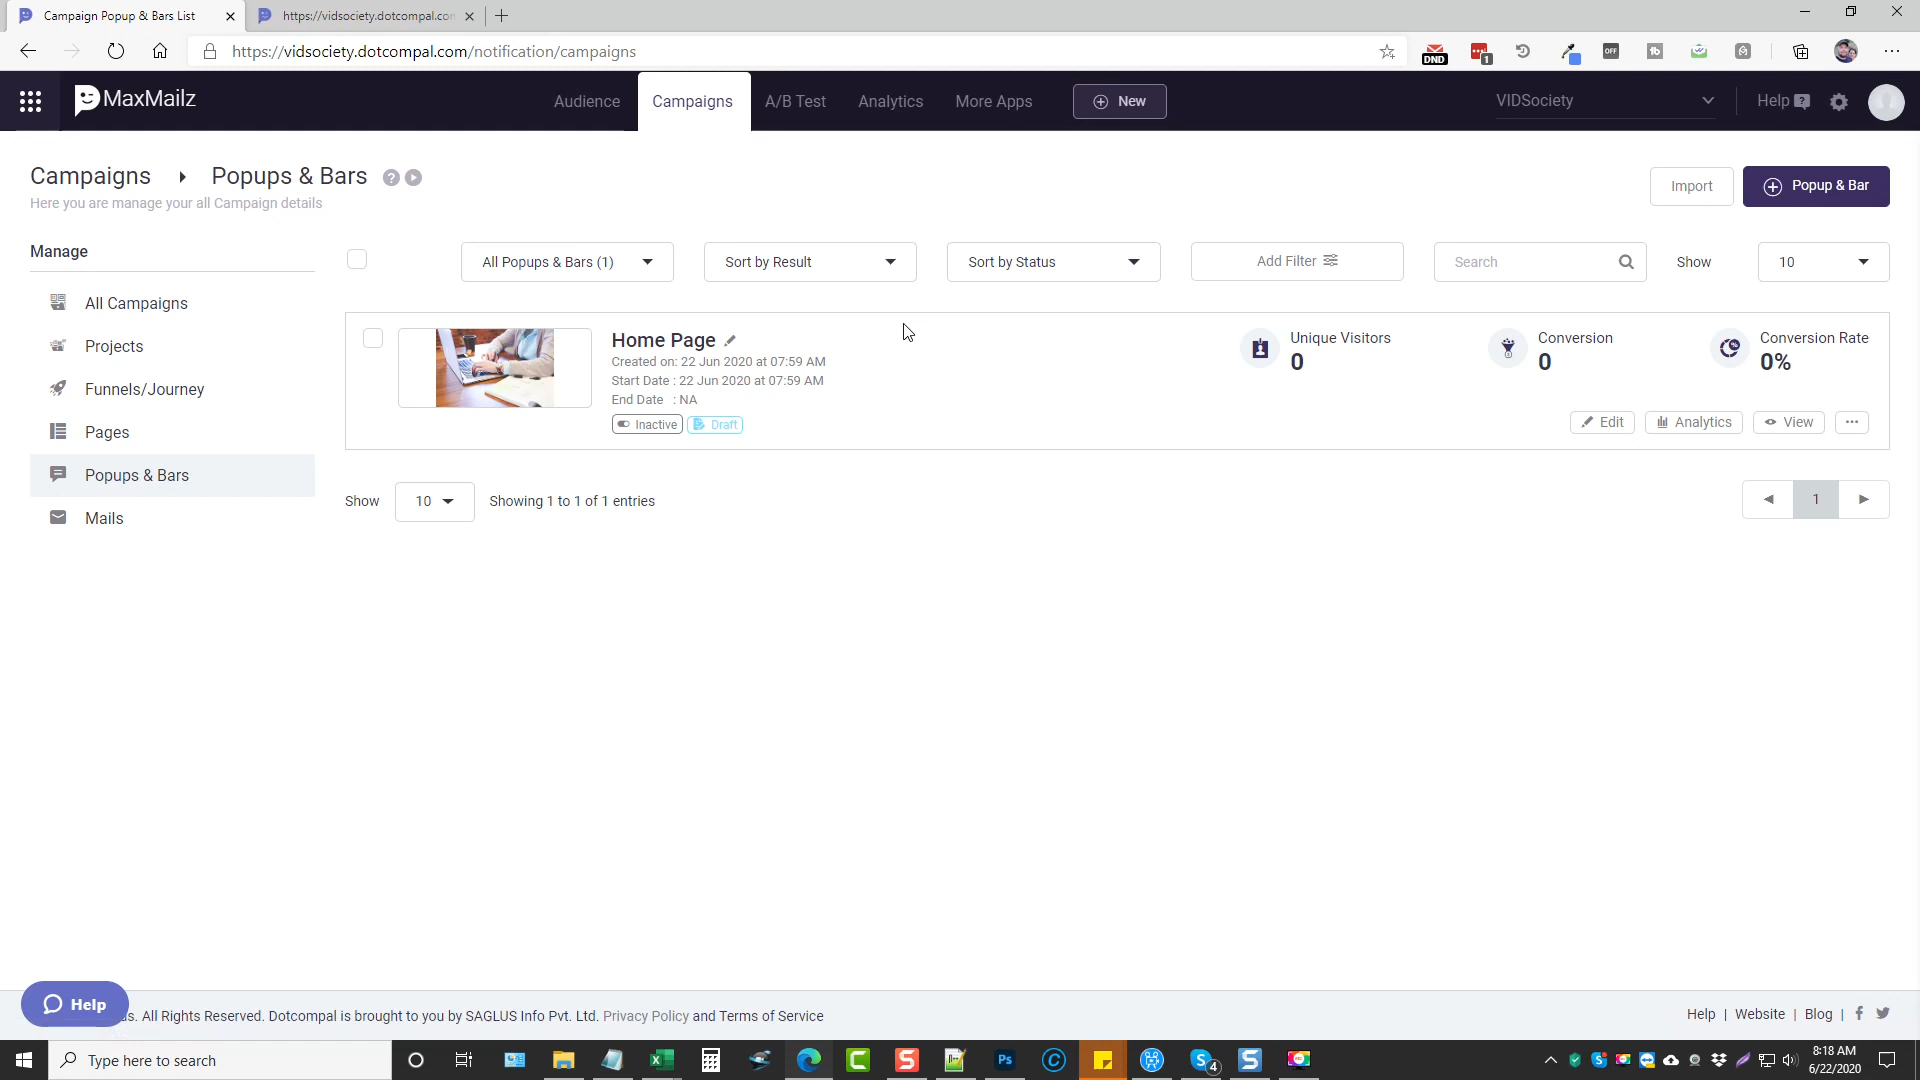 Campaign Popup & Bars List
https://vidsociety.dotcompal.con
https://vidsociety.dotcompal.com/notification/campaigns
DND
1
OFF
MaxMailz
Audience
Campaigns
A/B Test
Analytics
More Apps
New
VIDSociety
Help
Campaigns
Popups & Bars
Here you are manage your all Campaign details
Import
Popup & Bar
Manage
All Campaigns
Projects
Funnels/Journey
Pages
Popups & Bars
Mails
All Popups & Bars (1)
Sort by Result
Sort by Status
Add Filter
Search
Show
10
Home Page
Created on: 22 Jun 2020 at 07:59 AM
Start Date : 22 Jun 2020 at 07:59 AM
End Date : NA
Inactive
Draft
Unique Visitors
0
Conversion
0
Conversion Rate
0%
Edit
Analytics
View
Show
10
Showing 1 to 1 of 1 entries
1
Help
us. All Rights Reserved. Dotcompal is brought to you by SAGLUS Info Pvt. Ltd. Privacy Policy and Terms of Service
Help | Website | Blog |
Type here to search
Ps
4
8:18 AM
6/22/2020